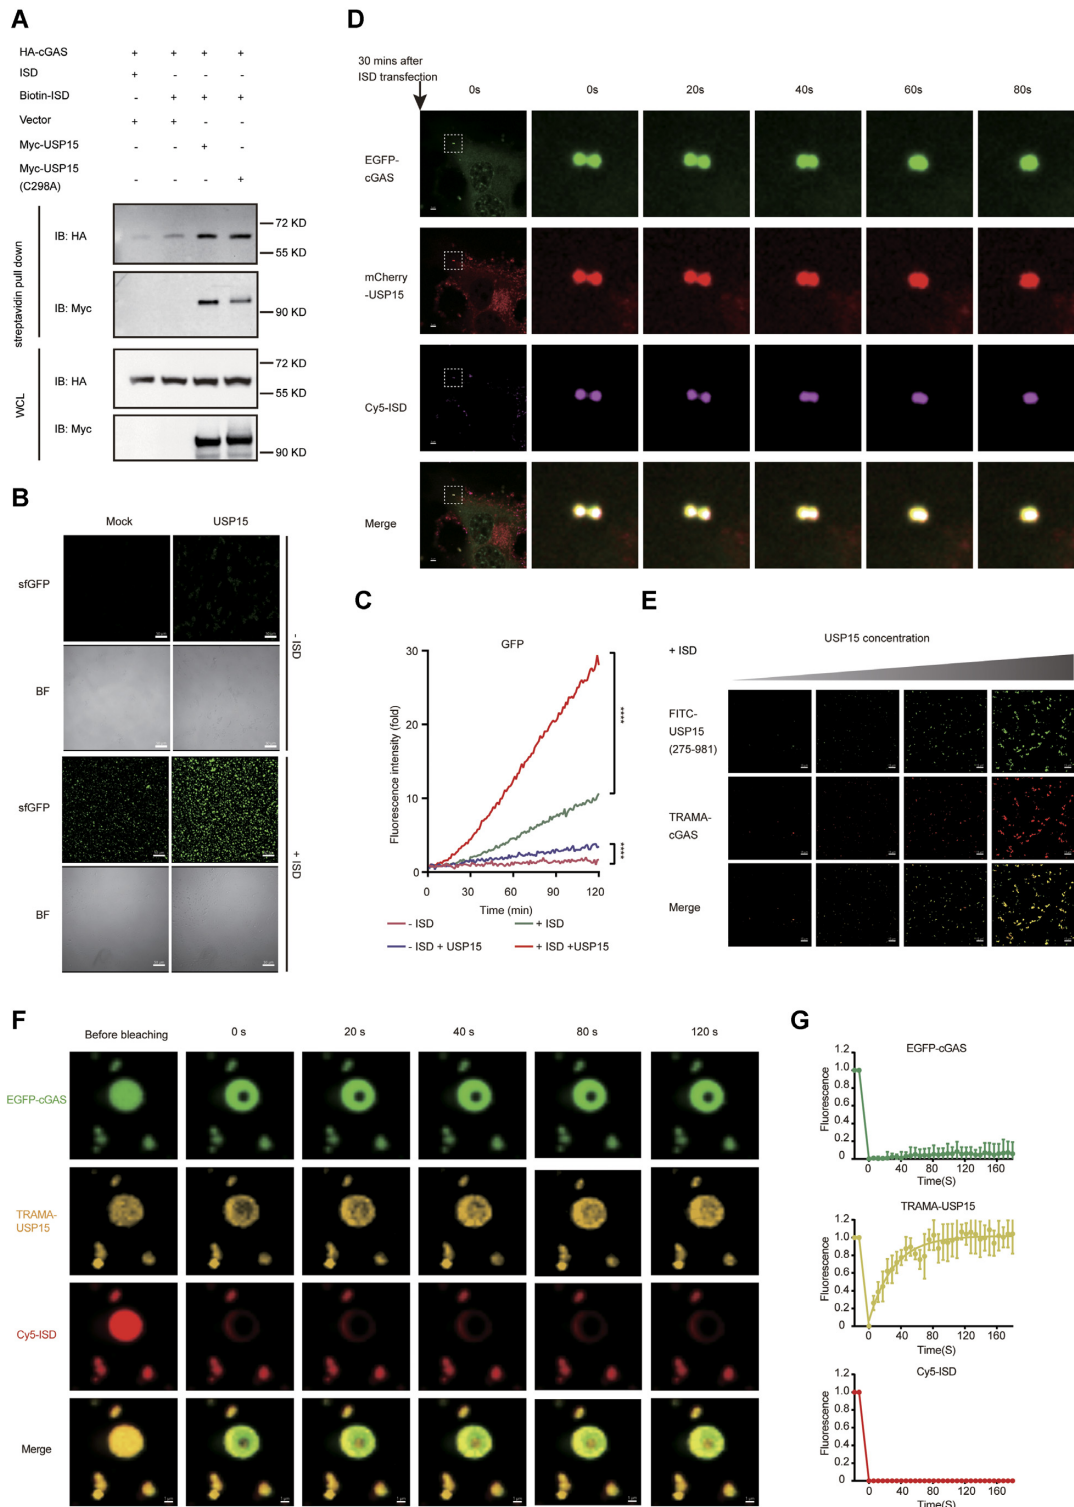 A
HA-cGAS + + + +
ISD + - - -
Biotin-ISD - + + +
Vector + + - -
Myc-USP15 - - + -
Myc-USP15
(C298A) - - - +
streptavidin pull down
IB: HA
72 KD
55 KD
IB: Myc
90 KD
WCL
IB: HA
72 KD
55 KD
IB: Myc
90 KD
B
Mock USP15
sfGFP
BF
- ISD
sfGFP
BF
+ ISD
C
GFP
Fluorescence intensity (fold)
30
20
10
0
0 30 60 90 120
Time (min)
****
****
- ISD + ISD
- ISD + USP15 + ISD +USP15
D
30 mins after
ISD transfection
0s 0s 20s 40s 60s 80s
EGFP-
cGAS
mCherry
-USP15
Cy5-ISD
Merge
E
USP15 concentration
+ ISD
FITC-
USP15
(275-981)
TRAMA-
cGAS
Merge
F
Before bleaching 0 s 20 s 40 s 80 s 120 s
EGFP-cGAS
TRAMA-
USP15
Cy5-ISD
Merge
G
EGFP-cGAS
Fluorescence
1.2
1.0
0.8
0.6
0.4
0.2
0
0 40 80 120 160
Time(S)
TRAMA-USP15
Fluorescence
1.2
1.0
0.8
0.6
0.4
0.2
0
0 40 80 120 160
Time(S)
Cy5-ISD
Fluorescence
1.2
1.0
0.8
0.6
0.4
0.2
0
0 40 80 120 160
Time(S)